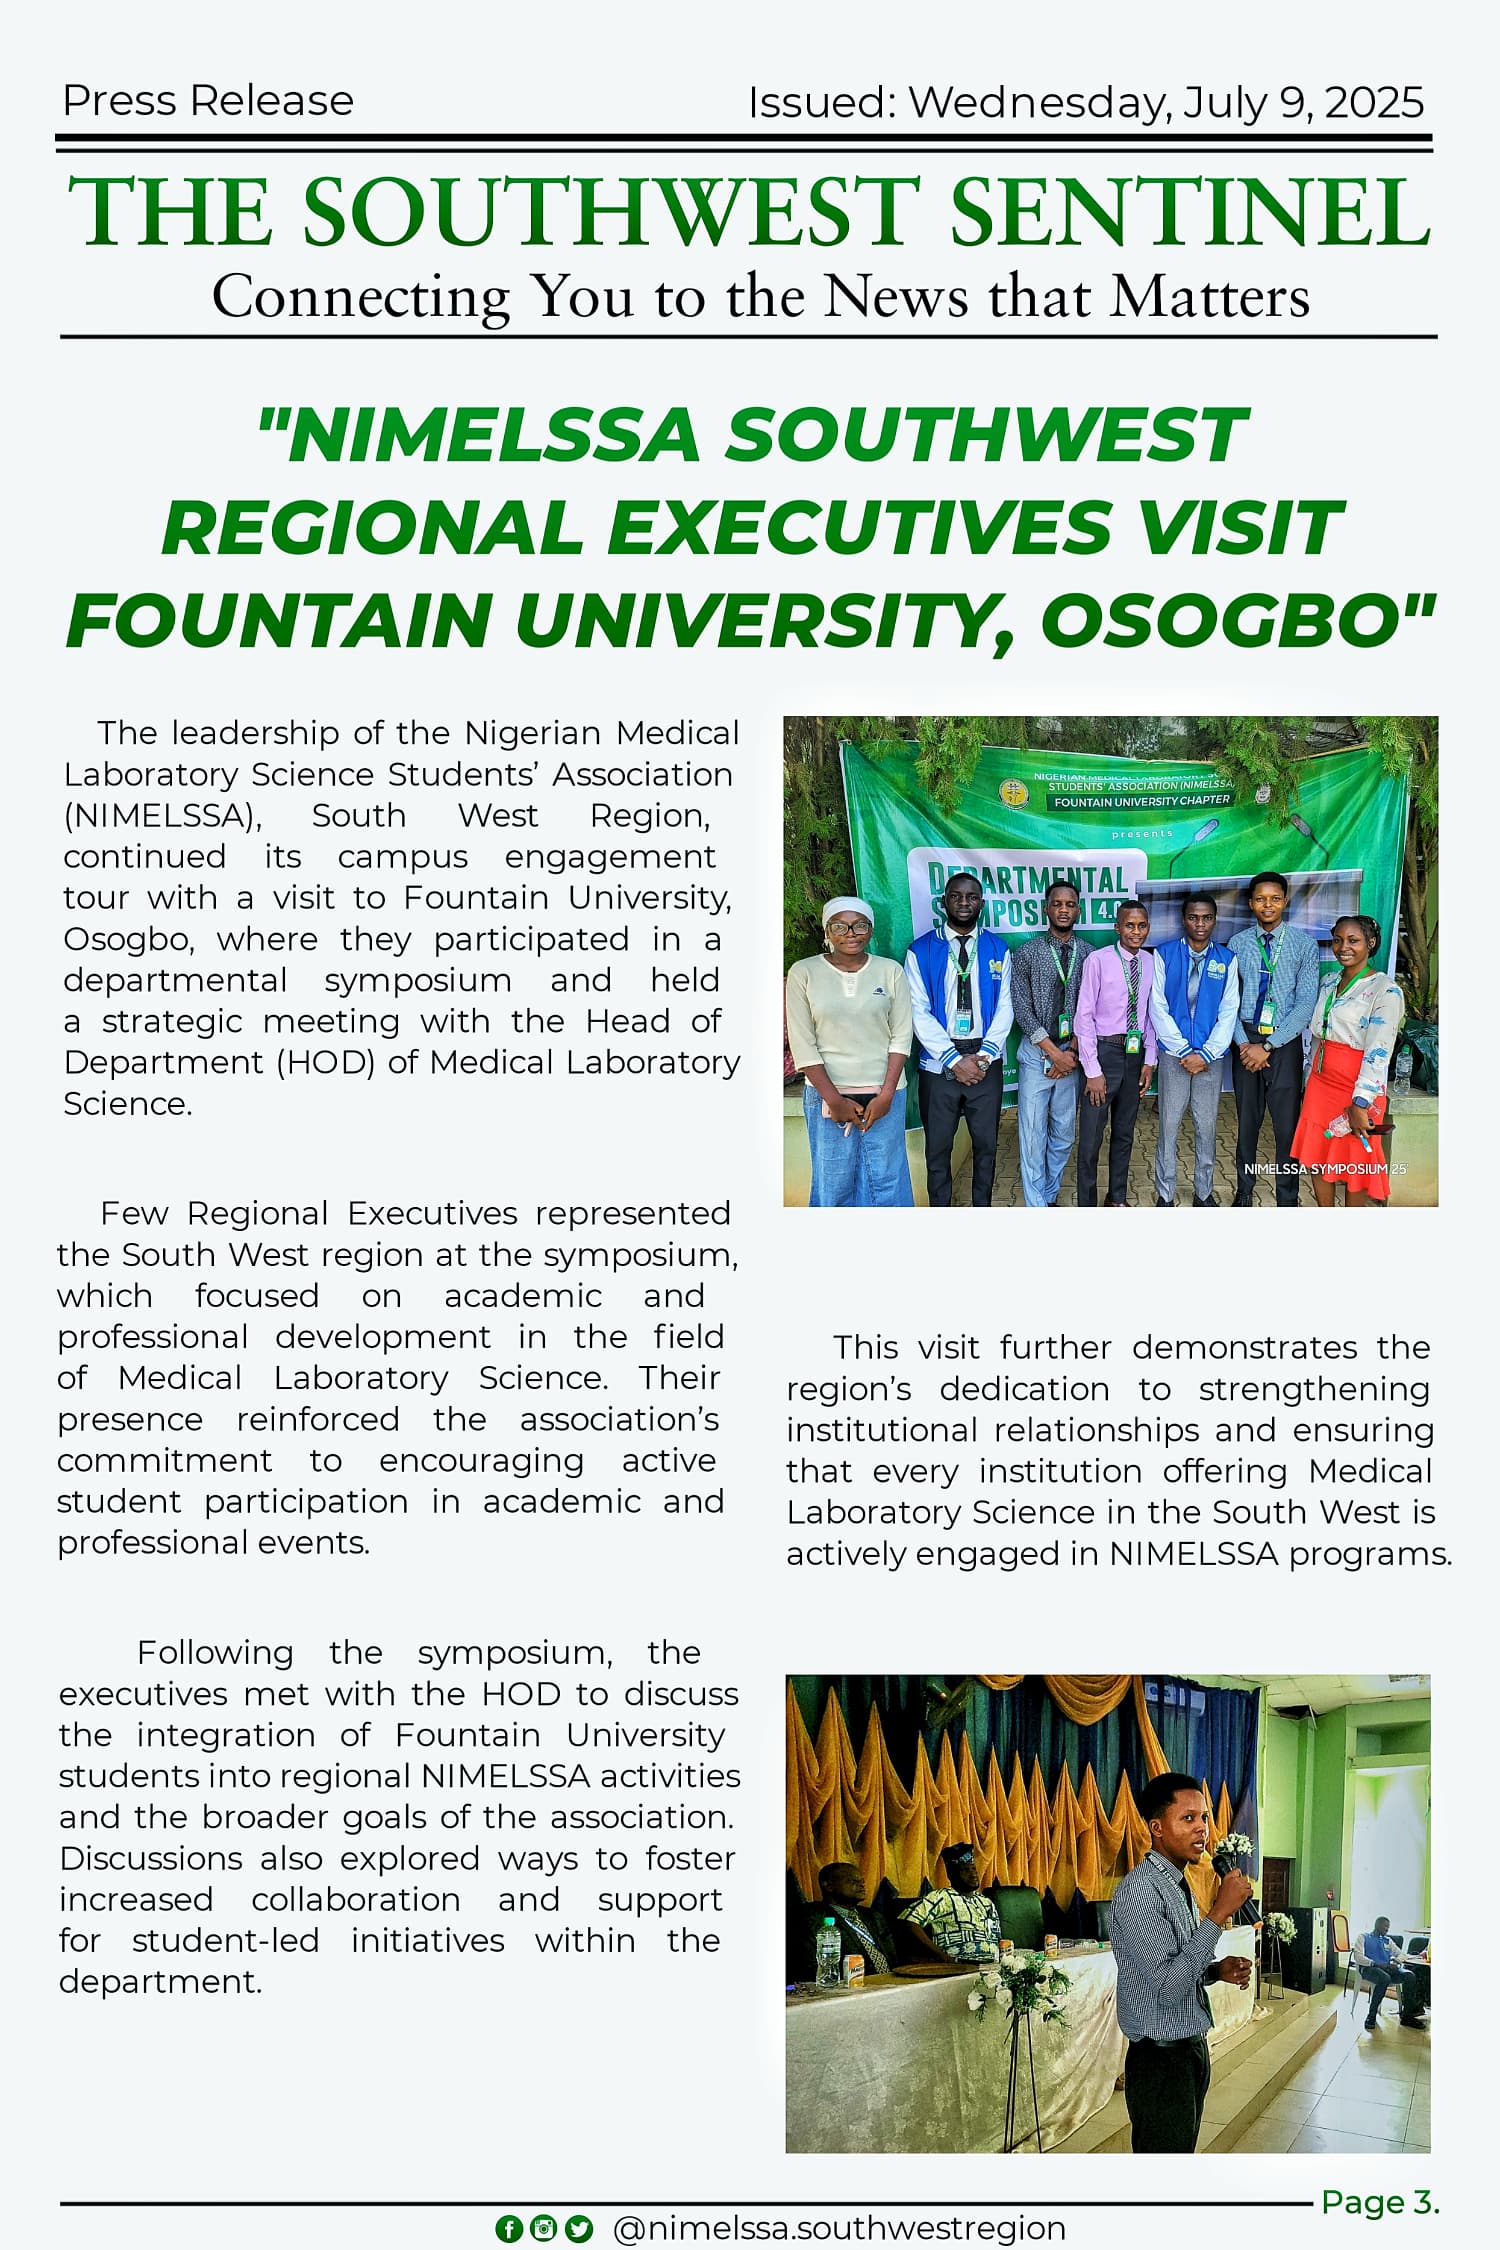 Press Release
Issued: Wednesday, July 9, 2025
THE SOUTHWEST SENTINEL
Connecting You to the News that Matters
"NIMELSSA SOUTHWEST
REGIONAL EXECUTIVES VISIT
FOUNTAIN UNIVERSITY, OSOGBO"
The leadership of the Nigerian Medical
Laboratory Science Students’ Association
(NIMELSSA), South West Region,
continued its campus engagement
tour with a visit to Fountain University,
Osogbo, where they participated in a
departmental symposium and held
a strategic meeting with the Head of
Department (HOD) of Medical Laboratory
Science.
Few Regional Executives represented
the South West region at the symposium,
which focused on academic and
professional development in the field
of Medical Laboratory Science. Their
presence reinforced the association’s
commitment to encouraging active
student participation in academic and
professional events.
Following the symposium, the
executives met with the HOD to discuss
the integration of Fountain University
students into regional NIMELSSA activities
and the broader goals of the association.
Discussions also explored ways to foster
increased collaboration and support
for student-led initiatives within the
department.
NIGERIAN MEDICAL LABORATORY
STUDENTS' ASSOCIATION (NIMELSSA)
FOUNTAIN UNIVERSITY CHAPTER
presents
DEPARTMENTAL
SYMPOSIUM 4.0
NIMELSSA SYMPOSIUM 25'
This visit further demonstrates the
region’s dedication to strengthening
institutional relationships and ensuring
that every institution offering Medical
Laboratory Science in the South West is
actively engaged in NIMELSSA programs.
Page 3.
@nimelssa.southwestregion